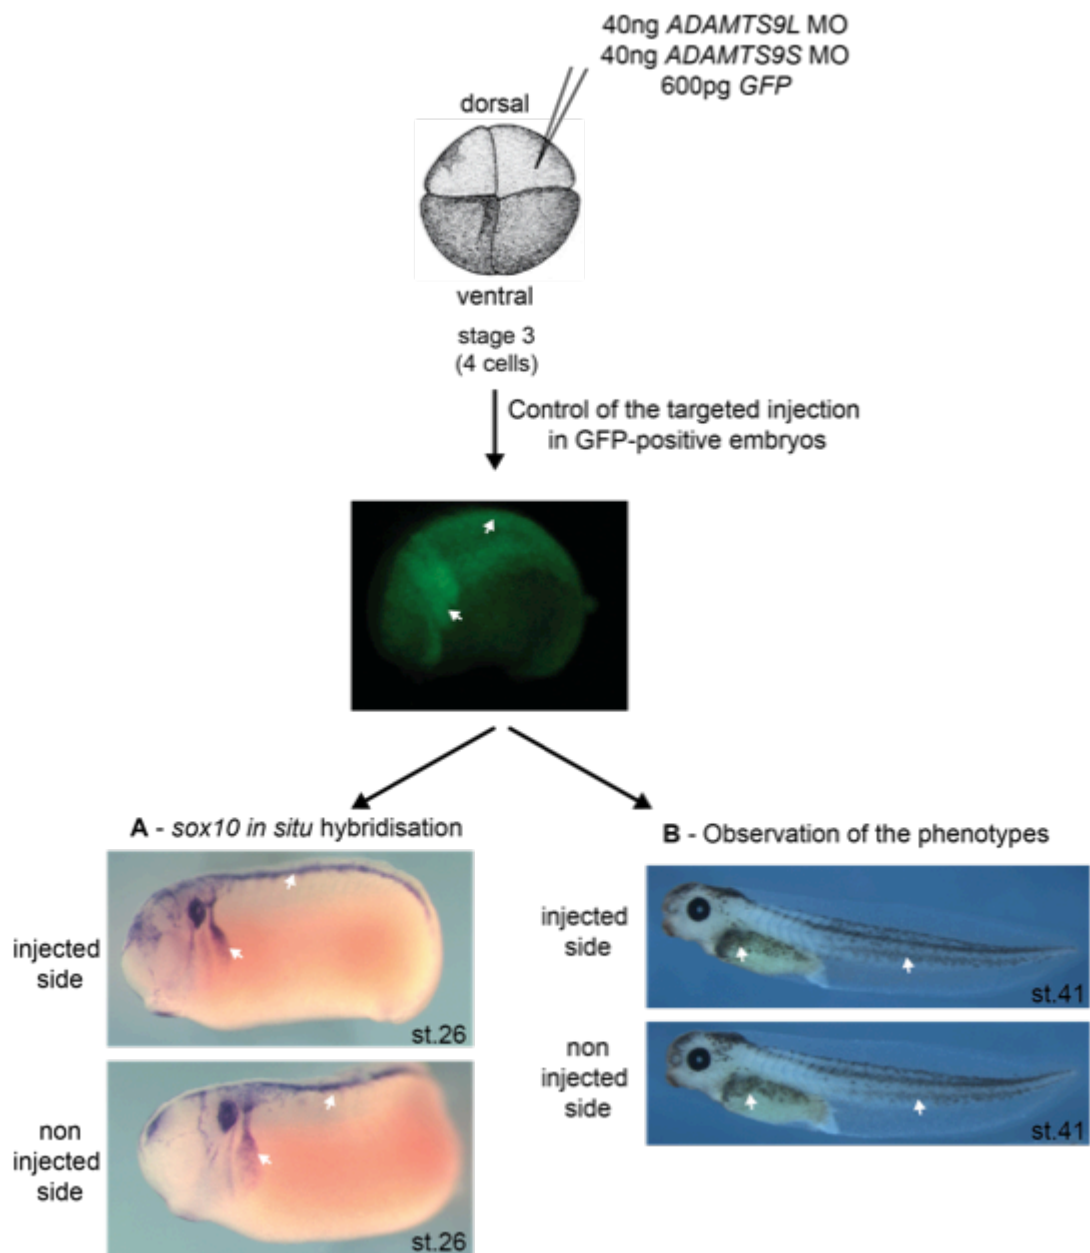 40ng ADAMTS9L MO
40ng ADAMTS9S MO
600pg GFP
dorsal
ventral
stage 3
(4 cells)
Control of the targeted injection
in GFP-positive embryos
A - sox10 in situ hybridisation
injected
side
st.26
non
injected
side
st.26
B - Observation of the phenotypes
injected
side
st.41
non
injected
side
st.41